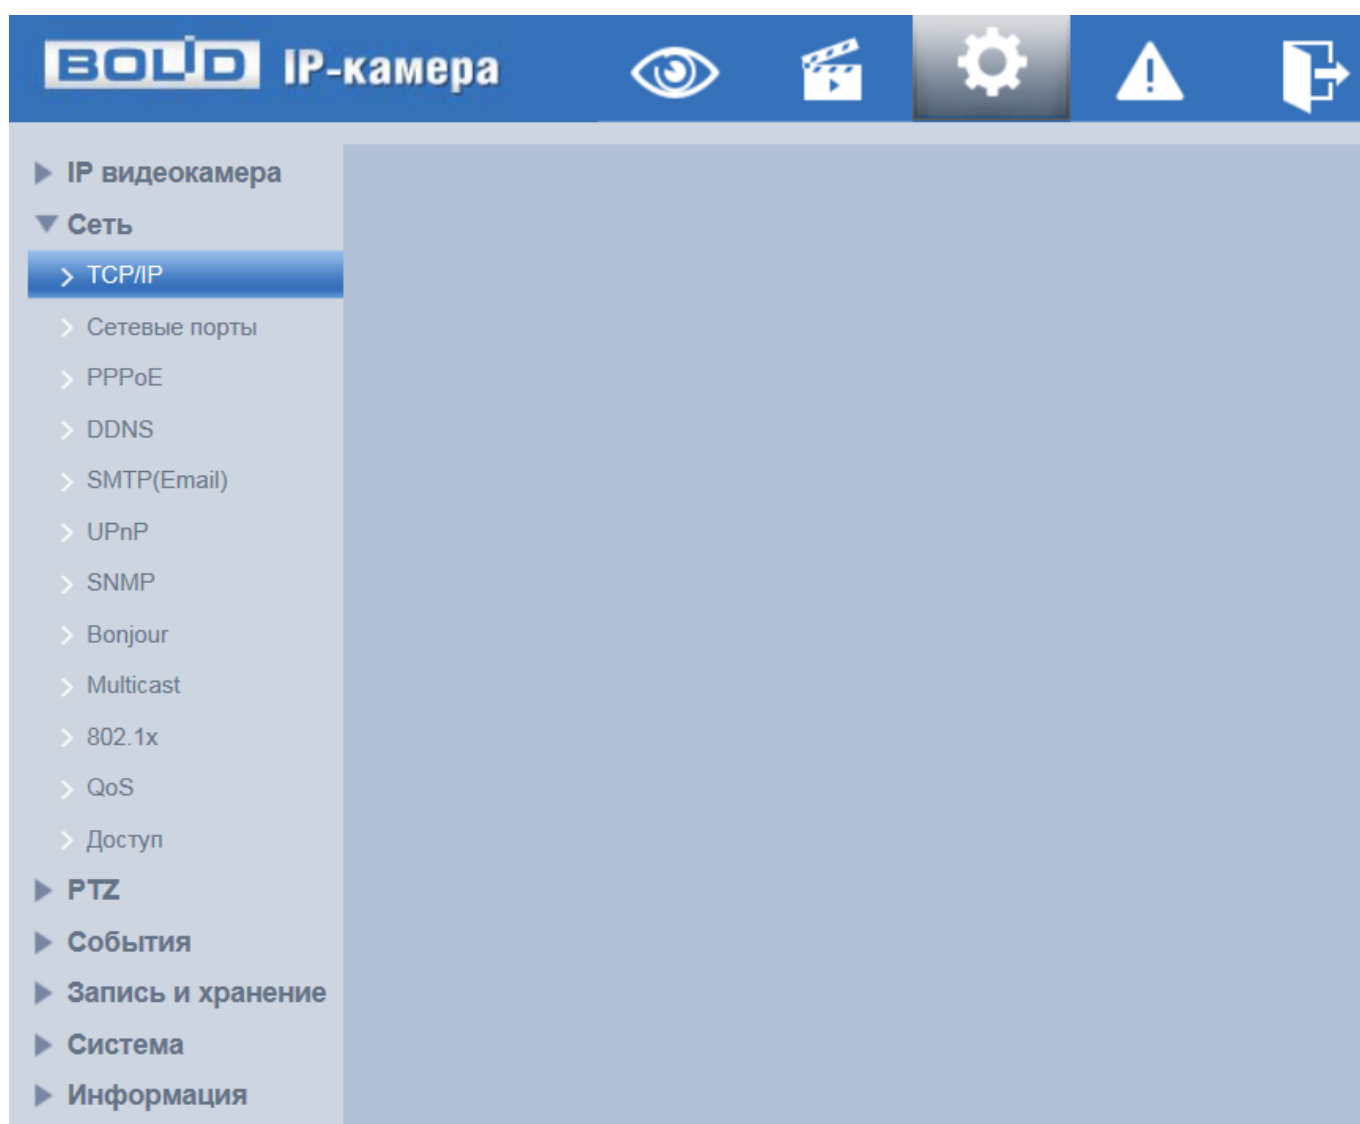 BOLID IP-камера
IP видеокамера
Сеть
TCP/IP
Сетевые порты
PPPoE
DDNS
SMTP(Email)
UPnP
SNMP
Bonjour
Multicast
802.1x
QoS
Доступ
PTZ
События
Запись и хранение
Система
Информация